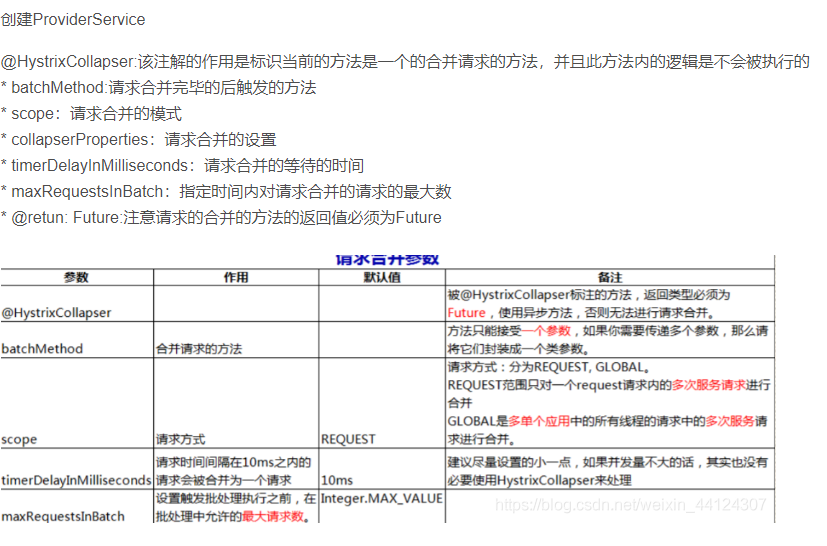 创建ProviderService
@HystrixCollapser:该注解的作用是标识当前的方法是一个的合并请求的方法，并且此方法内的逻辑是不会被执行的
* batchMethod:请求合并完毕的后触发的方法
* scope：请求合并的模式
* collapserProperties：请求合并的设置
* timerDelayInMilliseconds：请求合并的等待的时间
* maxRequestsInBatch：指定时间内对请求合并的请求的最大数
* @retun: Future:注意请求的合并的方法的返回值必须为Future
请求合并参数
参数 作用 默认值 备注
被@HystrixCollapser标注的方法，返回类型必须为
@HystrixCollapser Future，使用异步方法，否则无法进行请求合并。
方法只能接受一个参数，如果你需要传递多个参数，那么请
batchMethod 合并请求的方法 将它们封装成一个类参数。
请求方式：分为REQUEST, GLOBAL。
REQUEST范围只对一个request请求内的多次服务请求进行
合并
GLOBAL是多单个应用中的所有线程的请求中的多次服务请
scope 请求方式 REQUEST 求进行合并。
请求时间间隔在10ms之内的 建议尽量设置的小一点，如果并发量不大的话，其实也没有
timerDelayInMilliseconds 请求会被合并为一个请求 10ms 必要使用HystrixCollapser来处理
设置触发批处理执行之前，在 Integer.MAX_VALUE
maxRequestsInBatch 批处理中允许的最大请求数。
https://blog.csdn.net/weixin_44124307